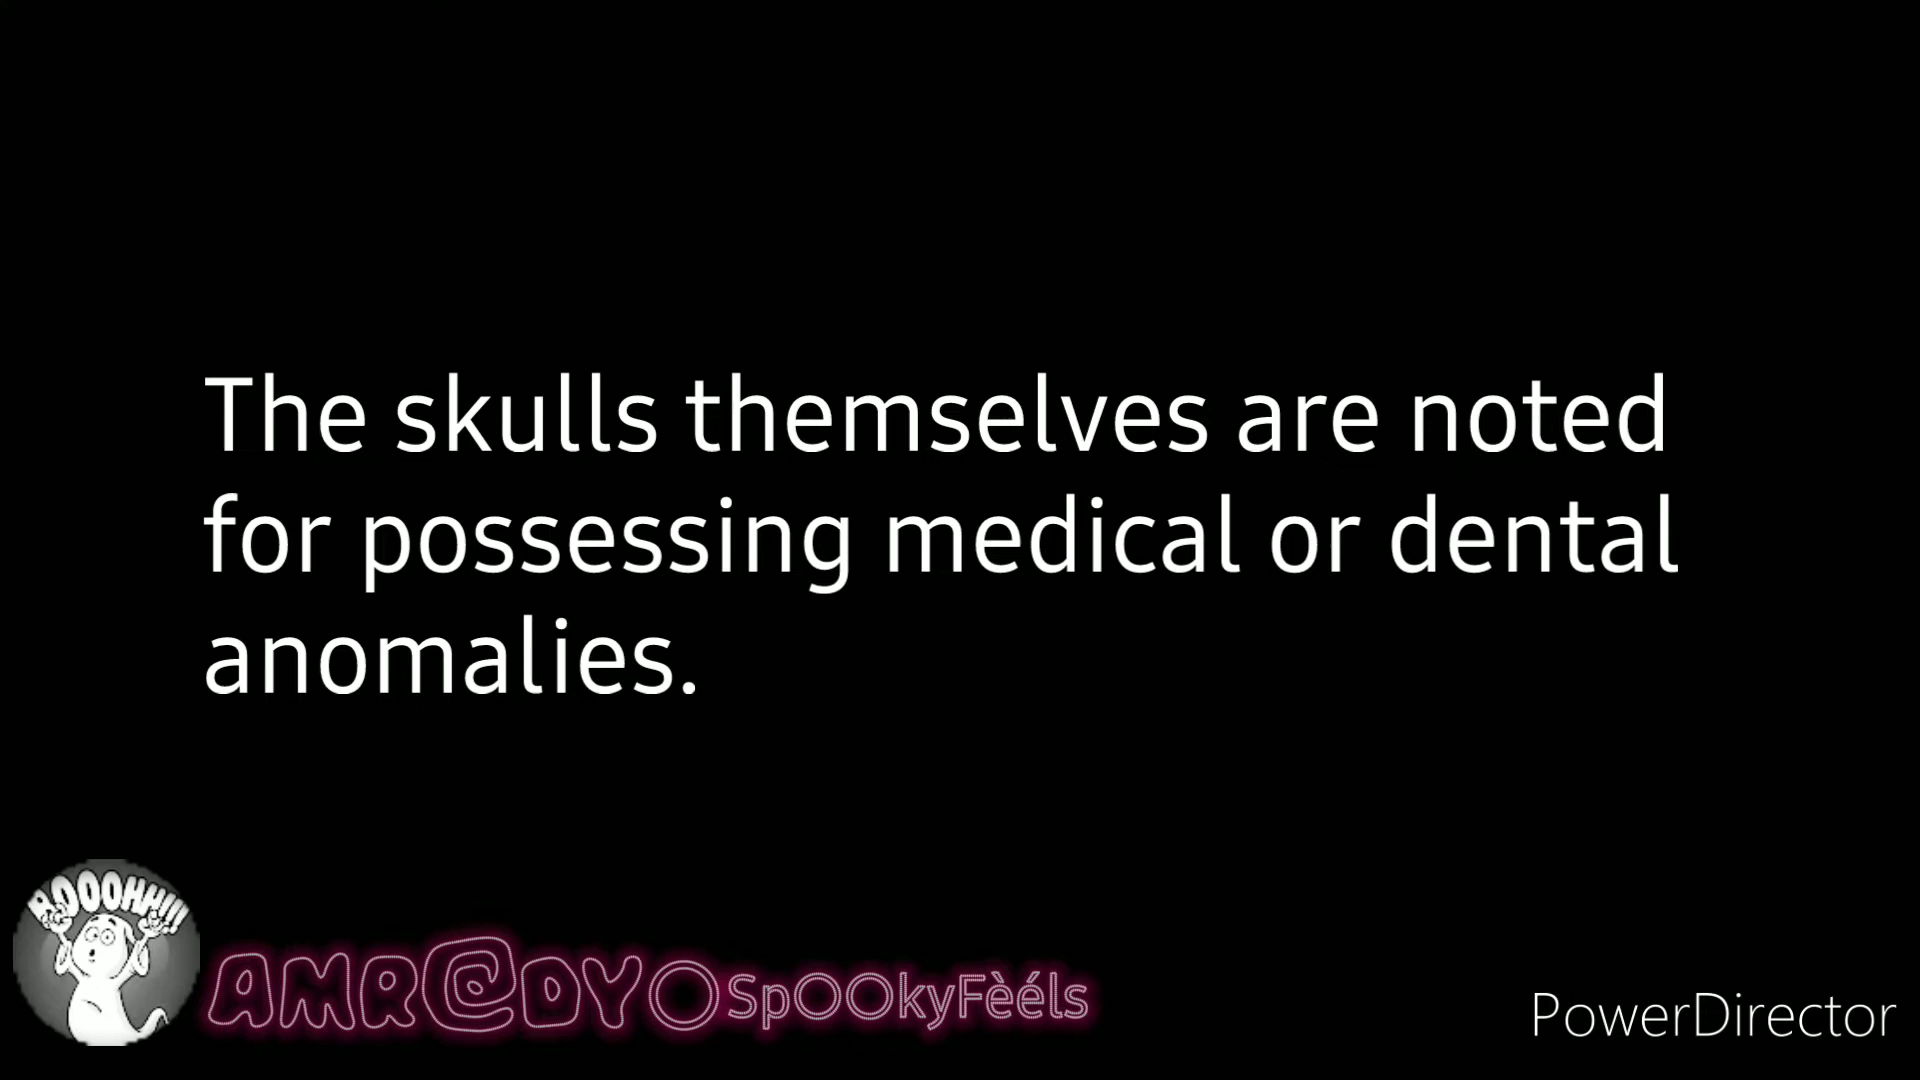 The skulls themselves are noted
for possessing medical or dental
anomalies.
BOOOHH!!!
AMR@DYOSpOOkyFèéls
PowerDirector